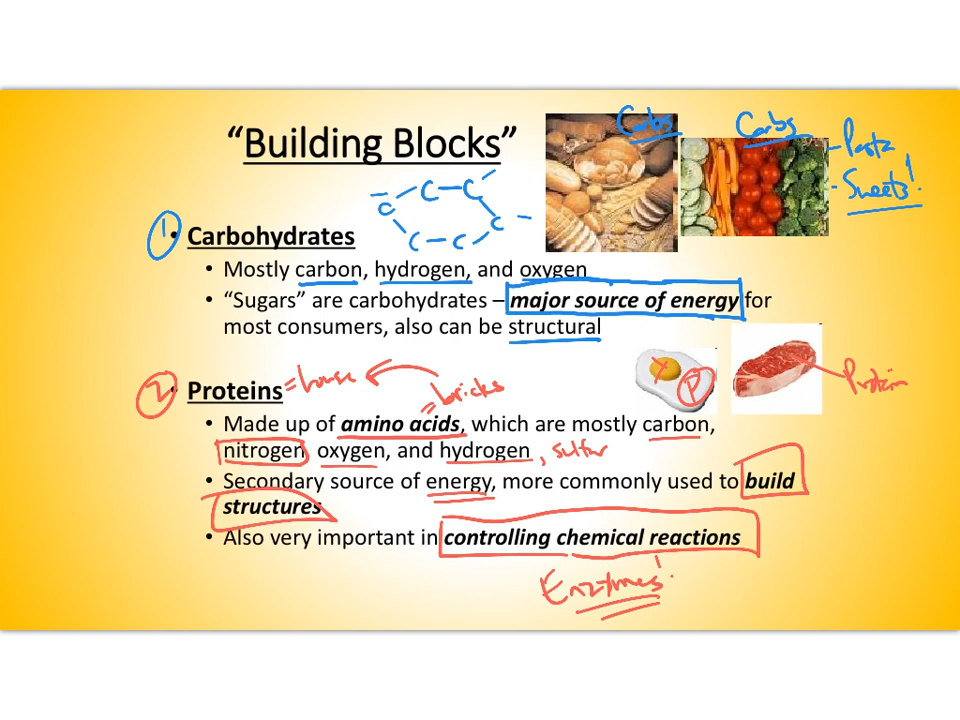 “Building Blocks”
Carbs
Carbs
- Pasta
- Sweets!
C - C - C
C
C - C - C
1 • Carbohydrates
• Mostly carbon, hydrogen, and oxygen
• “Sugars” are carbohydrates – major source of energy for
most consumers, also can be structural
2 • Proteins = house
= bricks
P
Protein
• Made up of amino acids, which are mostly carbon,
nitrogen, oxygen, and hydrogen , sulfur
• Secondary source of energy, more commonly used to build
structures
• Also very important in controlling chemical reactions
Enzymes!